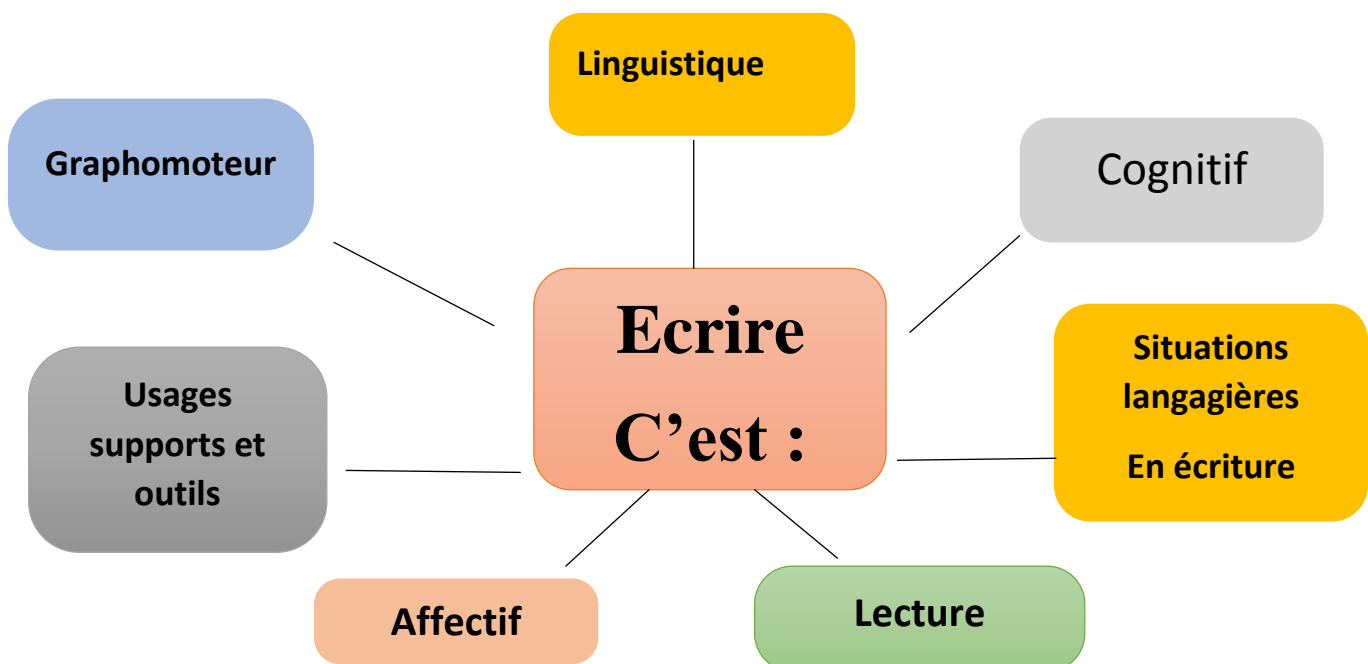 Linguistique
Graphomoteur
Cognitif
Ecrire
C’est :
Situations
langagières
En écriture
Usages
supports et
outils
Affectif
Lecture